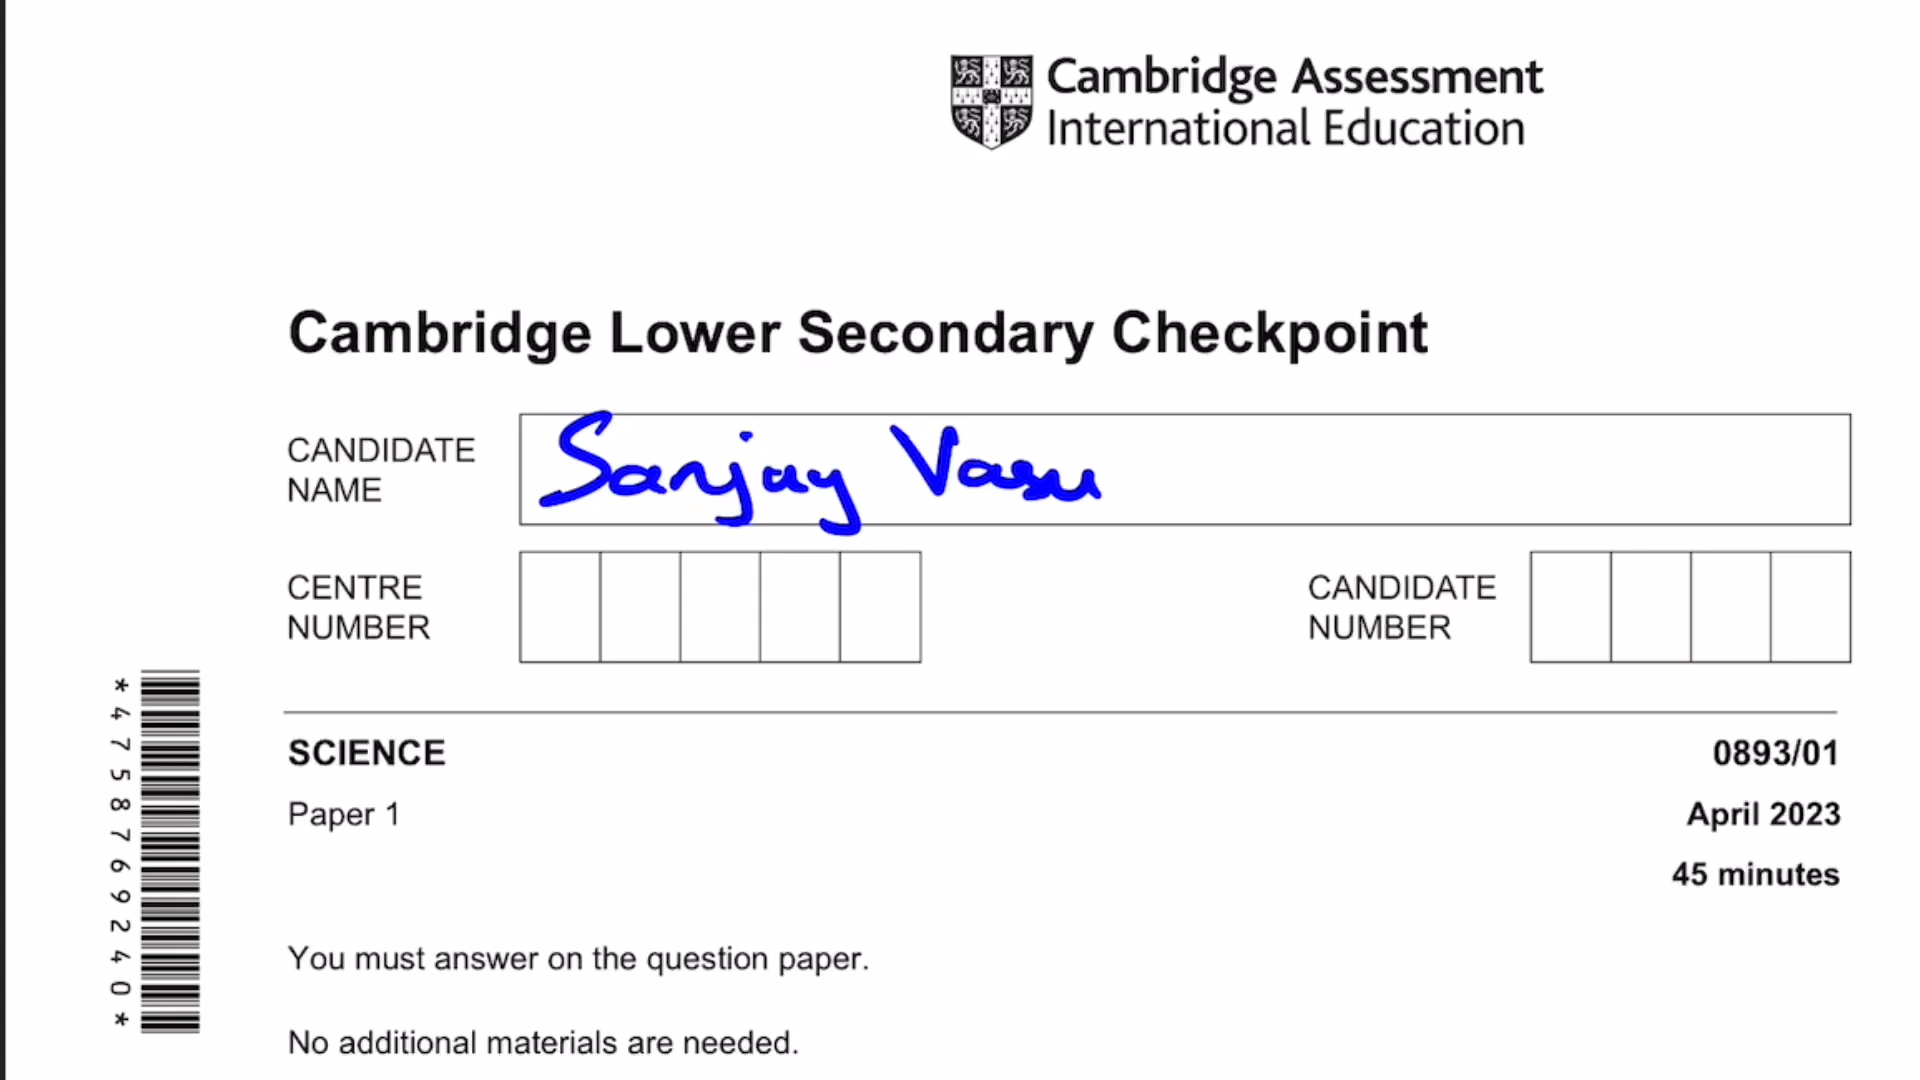 Cambridge Assessment
International Education
Cambridge Lower Secondary Checkpoint
CANDIDATE
NAME
Sanjay Vasu
CENTRE
NUMBER
CANDIDATE
NUMBER
*4758769240*
SCIENCE
0893/01
Paper 1
April 2023
45 minutes
You must answer on the question paper.
No additional materials are needed.